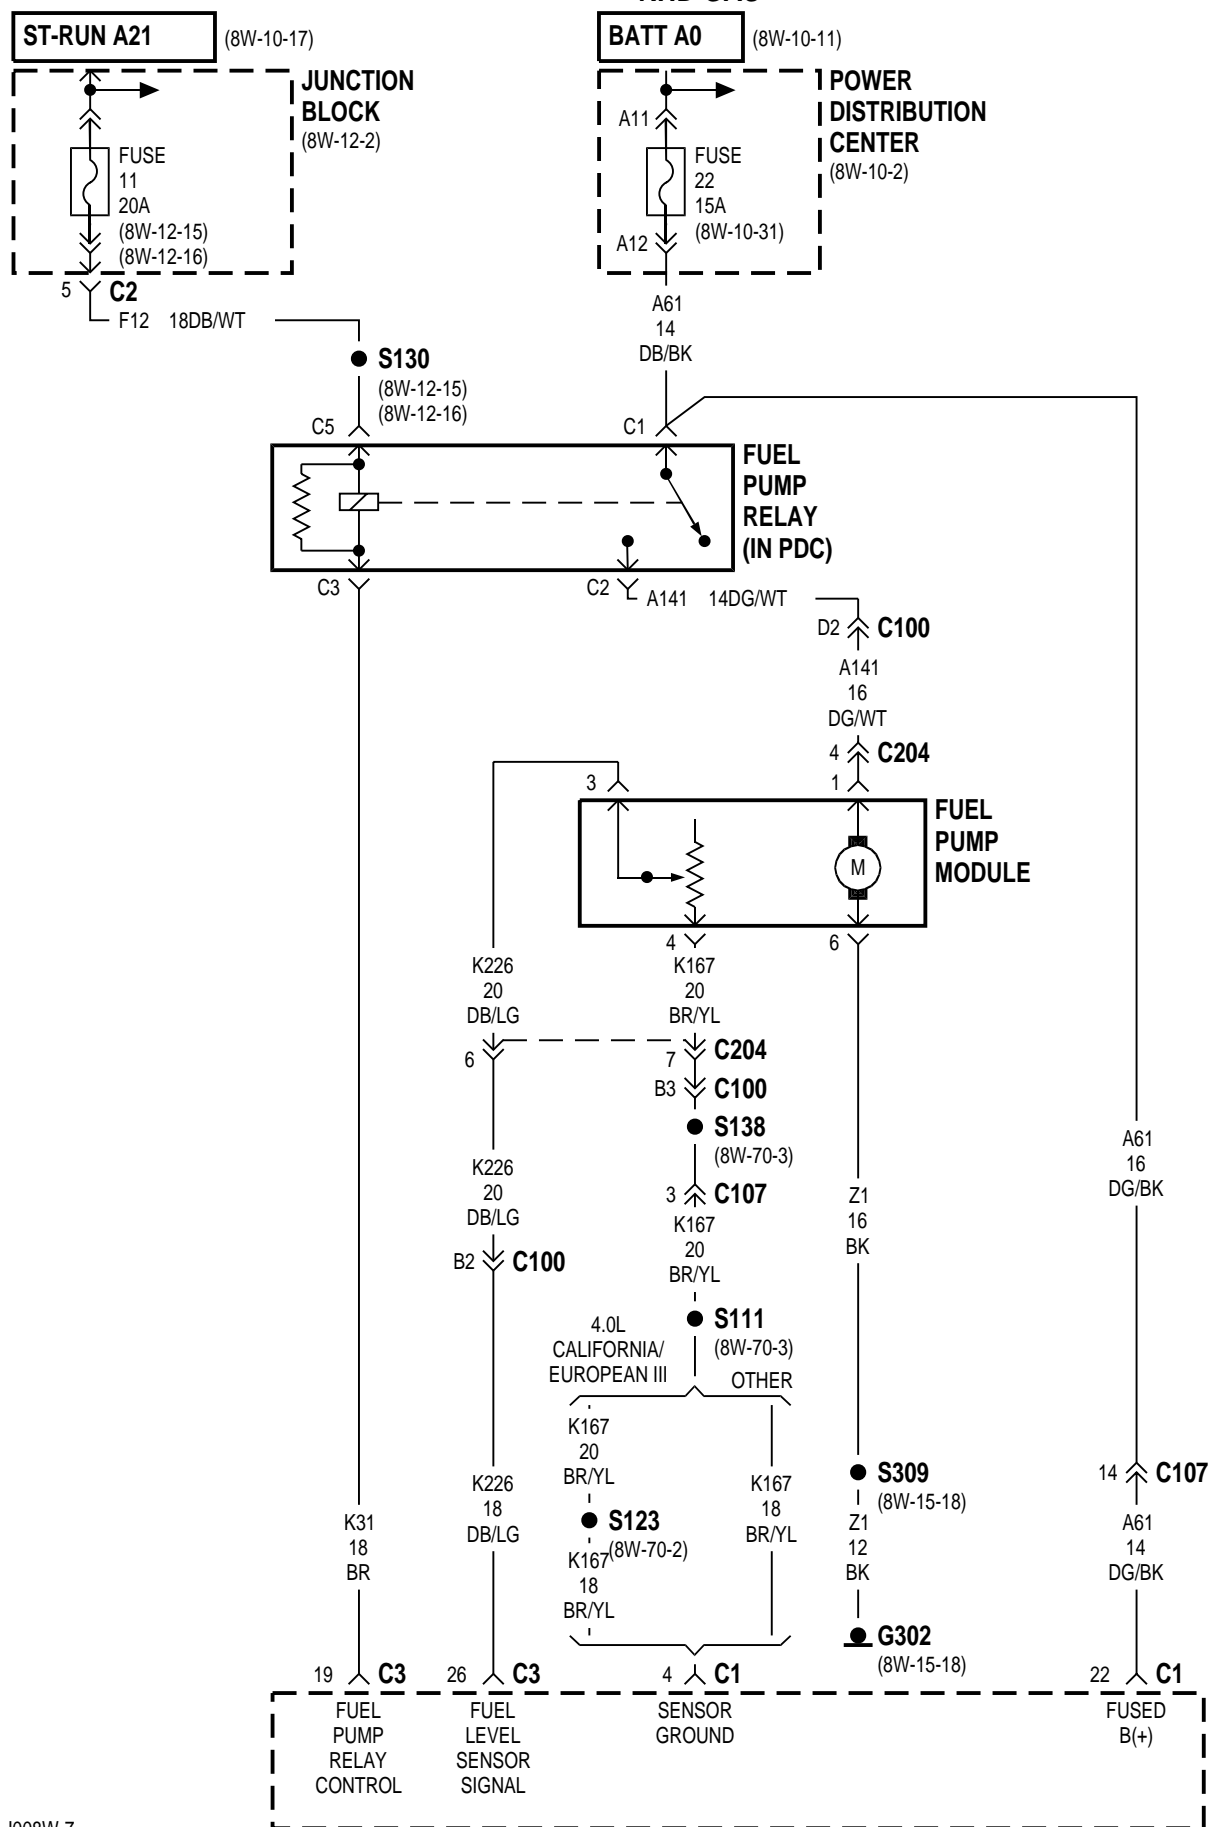 ST-RUN A21
(8W-10-17)
BATT A0
(8W-10-11)
JUNCTION
BLOCK
(8W-12-2)
FUSE
11
20A
(8W-12-15)
(8W-12-16)
POWER
DISTRIBUTION
CENTER
(8W-10-2)
A11
FUSE
22
15A
(8W-10-31)
A12
5
C2
F12 18DB/WT
A61
14
DB/BK
S130
(8W-12-15)
(8W-12-16)
C5
C1
FUEL
PUMP
RELAY
(IN PDC)
C3
C2
A141 14DG/WT
D2
C100
A141
16
DG/WT
4
C204
3
1
FUEL
PUMP
MODULE
M
4
6
K226
20
DB/LG
K167
20
BR/YL
6
7
C204
B3
C100
S138
(8W-70-3)
K226
20
DB/LG
3
C107
Z1
16
BK
A61
16
DG/BK
K167
20
BR/YL
B2
C100
S111
(8W-70-3)
4.0L
CALIFORNIA/
EUROPEAN III
OTHER
K167
20
BR/YL
K226
18
DB/LG
S123
(8W-70-2)
K167
18
BR/YL
K167
18
BR/YL
S309
(8W-15-18)
Z1
12
BK
14
C107
A61
14
DG/BK
K31
18
BR
G302
(8W-15-18)
19
C3
26
C3
4
C1
22
C1
FUEL
PUMP
RELAY
CONTROL
FUEL
LEVEL
SENSOR
SIGNAL
SENSOR
GROUND
FUSED
B(+)